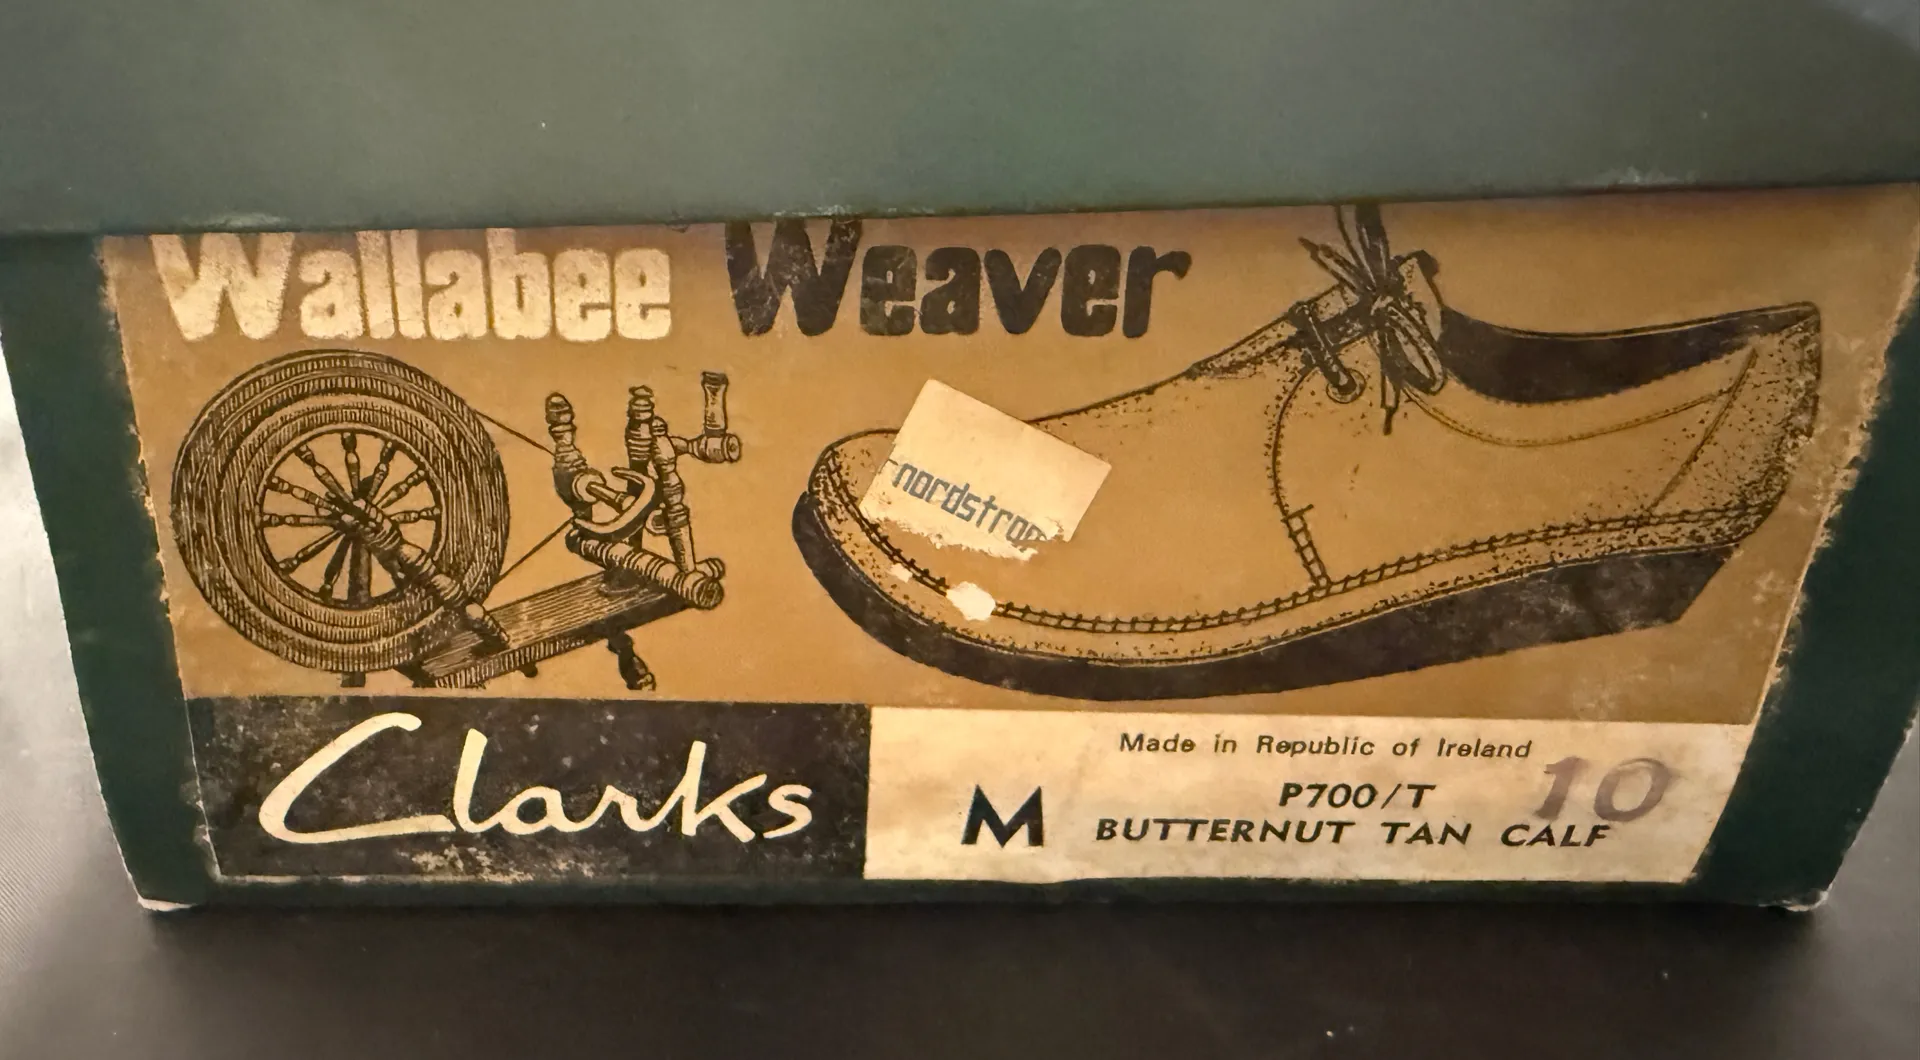 Wallabee Weaver
nordstrom
Clarks
Made in Republic of Ireland
10
M
P700/T
BUTTERNUT TAN CALF